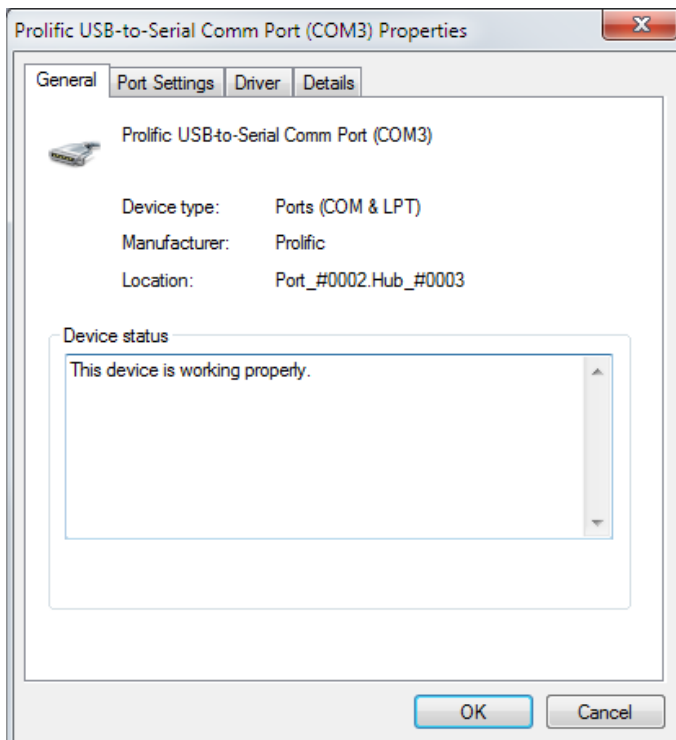 Prolific USB-to-Serial Comm Port (COM3) Properties
General Port Settings Driver Details
Prolific USB-to-Serial Comm Port (COM3)
Device type: Ports (COM & LPT)
Manufacturer: Prolific
Location: Port_#0002.Hub_#0003
Device status
This device is working properly.
OK Cancel